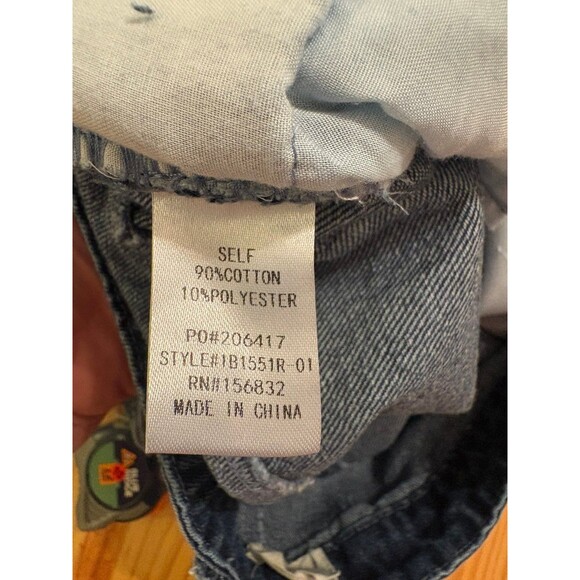 SELF
90%COTTON
10%POLYESTER
PO#206417
STYLE#1B1551R-01
RN#156832
MADE IN CHINA